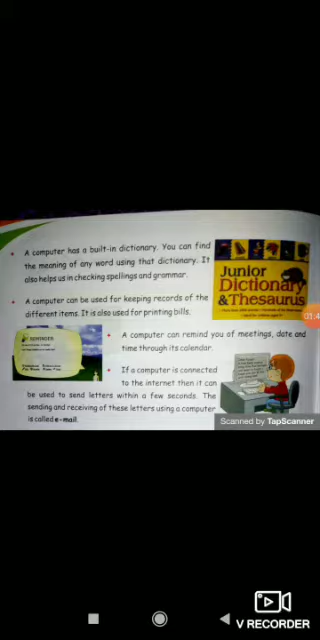 A computer has a built-in dictionary. You can find
the meaning of any word using that dictionary. It
also helps us in checking spellings and grammar.
Junior
Dictionary
& Thesaurus
A computer can be used for keeping records of the
different items. It is also used for printing bills.
01:4
A computer can remind you of meetings, date and
time through its calendar.
If a computer is connected
to the internet then it can
be used to send letters within a few seconds. The
sending and receiving of these letters using a computer
is called e-mail.
Scanned by TapScanner
V RECORDER